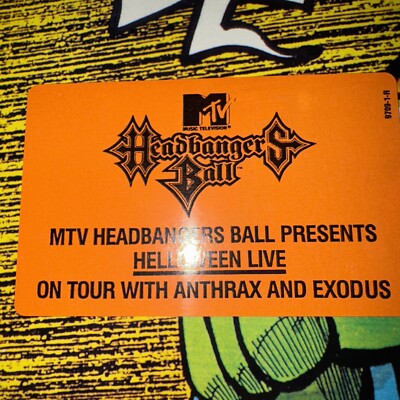 MTV
MUSIC TELEVISION
Headbangers
Ball
MTV HEADBANGERS BALL PRESENTS
HELLOWEEN LIVE
ON TOUR WITH ANTHRAX AND EXODUS
9709-1-R